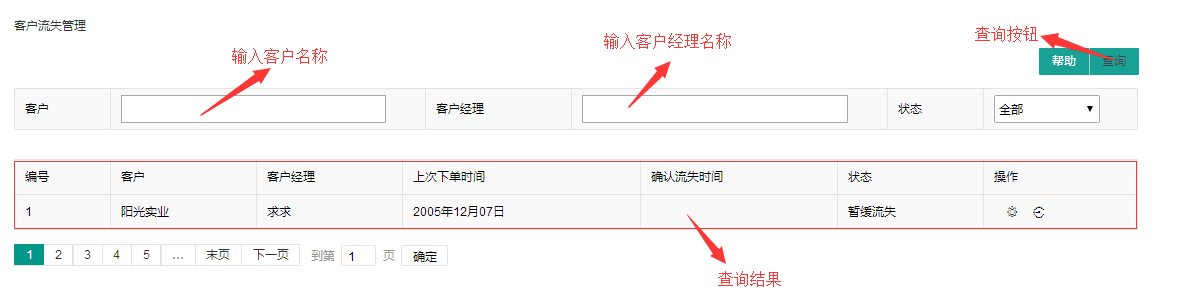 客户流失管理
输入客户名称
输入客户经理名称
查询按钮
帮助 查询
客户 客户经理 状态 全部
编号 客户 客户经理 上次下单时间 确认流失时间 状态 操作
1 阳光实业 求求 2005年12月07日 暂缓流失
1 2 3 4 5 ... 末页 下一页 到第 1 页 确定
查询结果